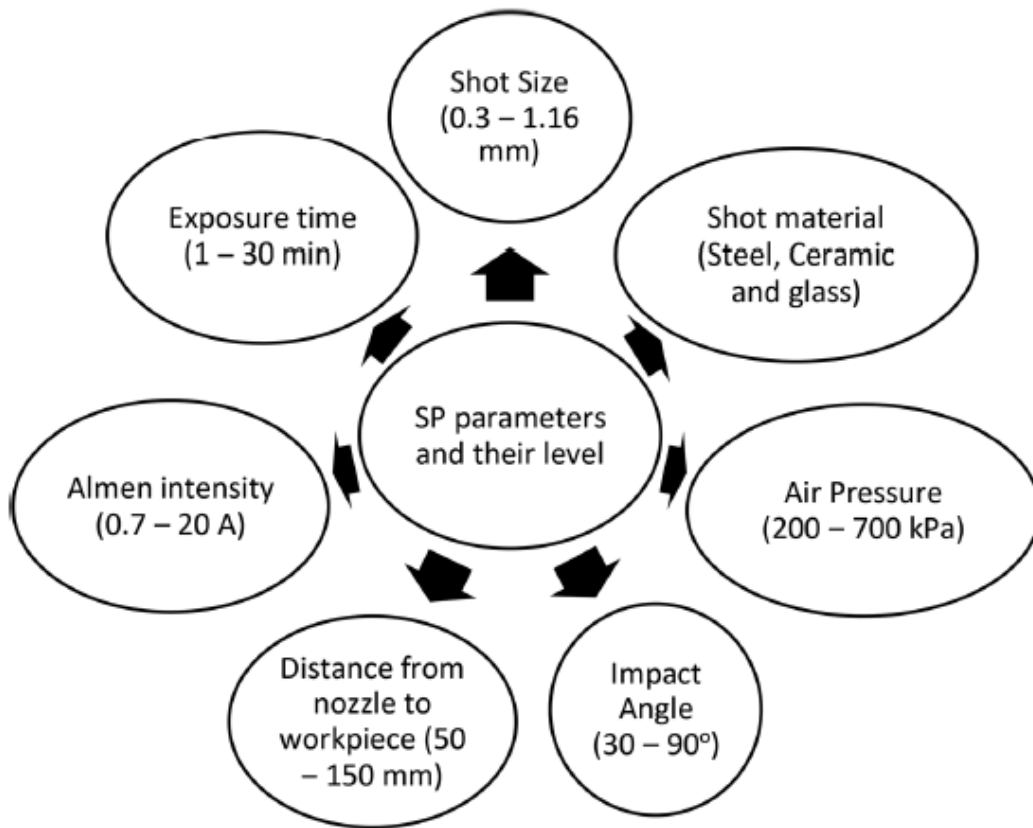 Shot Size
(0.3 – 1.16
mm)
Exposure time
(1 – 30 min)
Shot material
(Steel, Ceramic
and glass)
SP parameters
and their level
Almen intensity
(0.7 – 20 A)
Air Pressure
(200 – 700 kPa)
Distance from
nozzle to
workpiece (50
– 150 mm)
Impact
Angle
(30 – 90°)